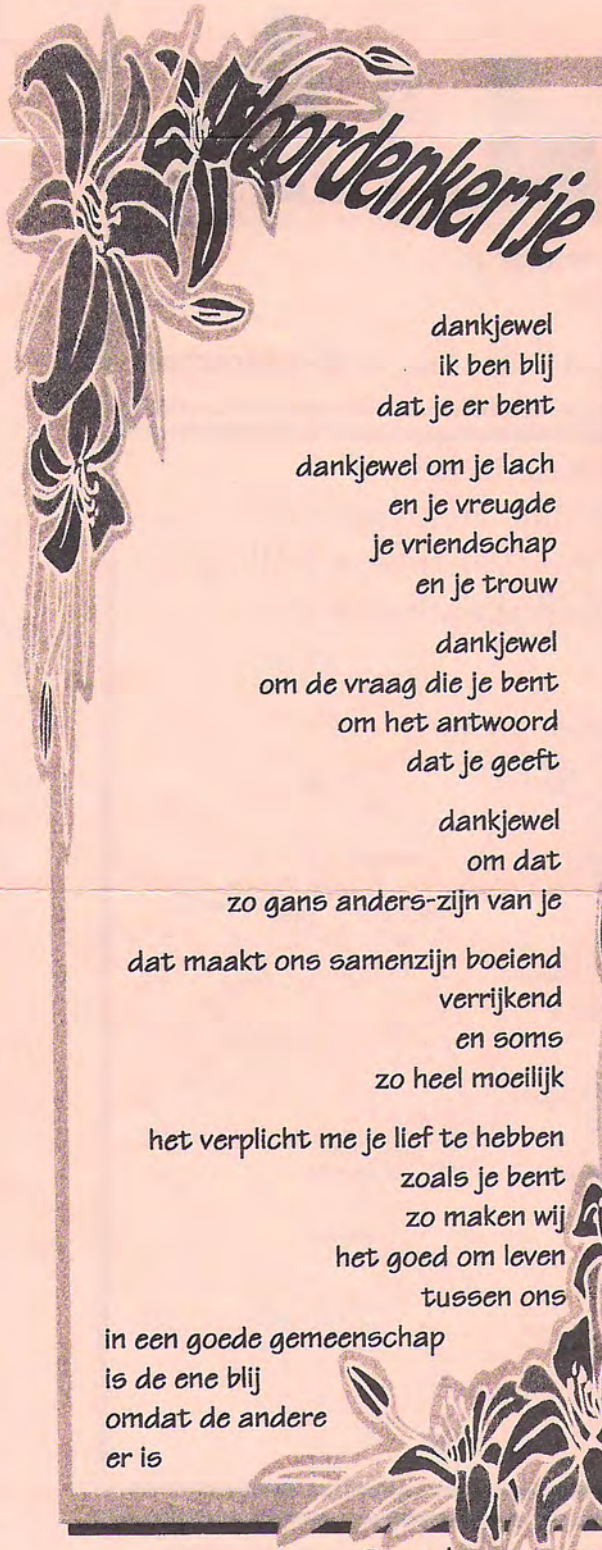 dankjewel
ik ben blij
dat je er bent
dankjewel om je lach
en je vreugde
je vriendschap
en je trouw
dankjewel
om de vraag die je bent
om het antwoord
dat je geeft
dankjewel
om dat
zo gans anders-zijn van je
dat maakt ons samenzijn boeiend
verrijkend
en soms
zo heel moeilijk
het verplicht me je lief te hebben
zoals je bent
zo maken wij
het goed om leven
tussen ons
in een goede gemeenschap
is de ene blij
omdat de andere
er is